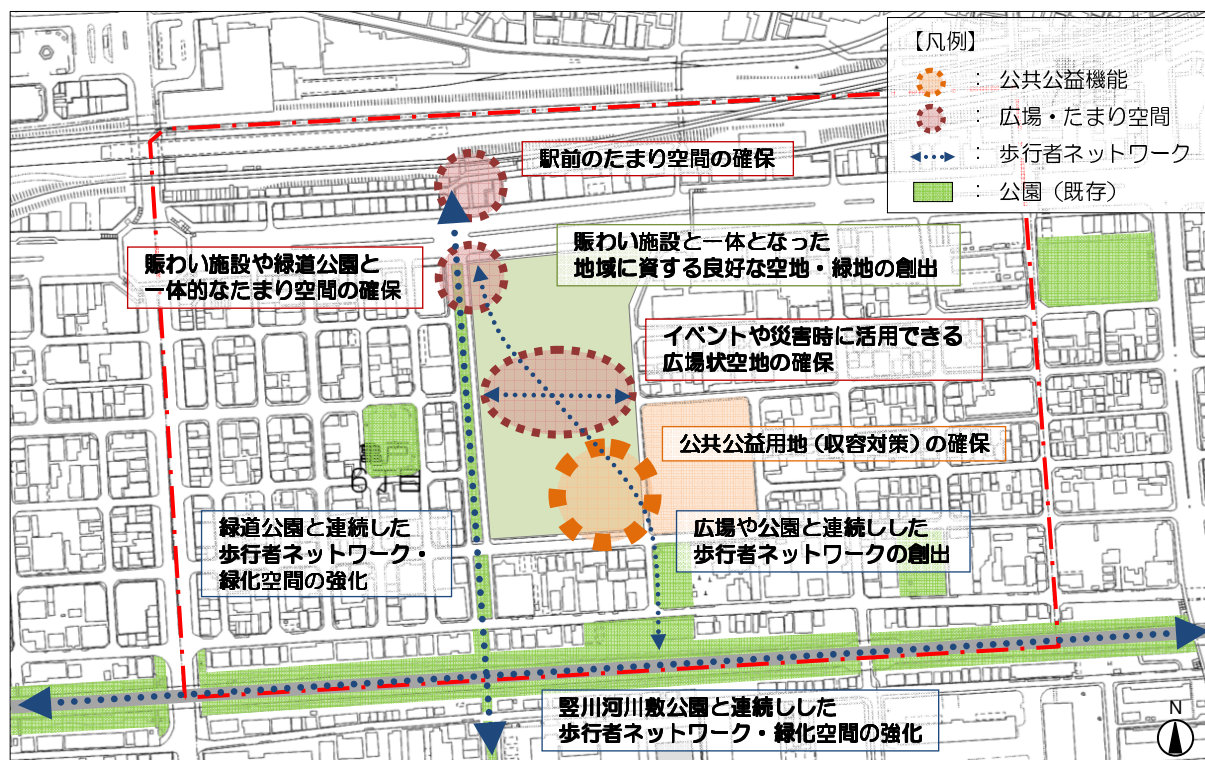 【凡例】
： 公共公益機能
： 広場・たまり空間
： 歩行者ネットワーク
： 公園（既存）
駅前のたまり空間の確保
賑わい施設と一体となった
地域に資する良好な空地・緑地の創出
賑わい施設や緑道公園と
一体的なたまり空間の確保
イベントや災害時に活用できる
広場状空地の確保
公共公益用地（収容対策）の確保
緑道公園と連続した
歩行者ネットワーク・
緑化空間の強化
広場や公園と連続しした
歩行者ネットワークの創出
竪川河川敷公園と連続しした
歩行者ネットワーク・緑化空間の強化
N